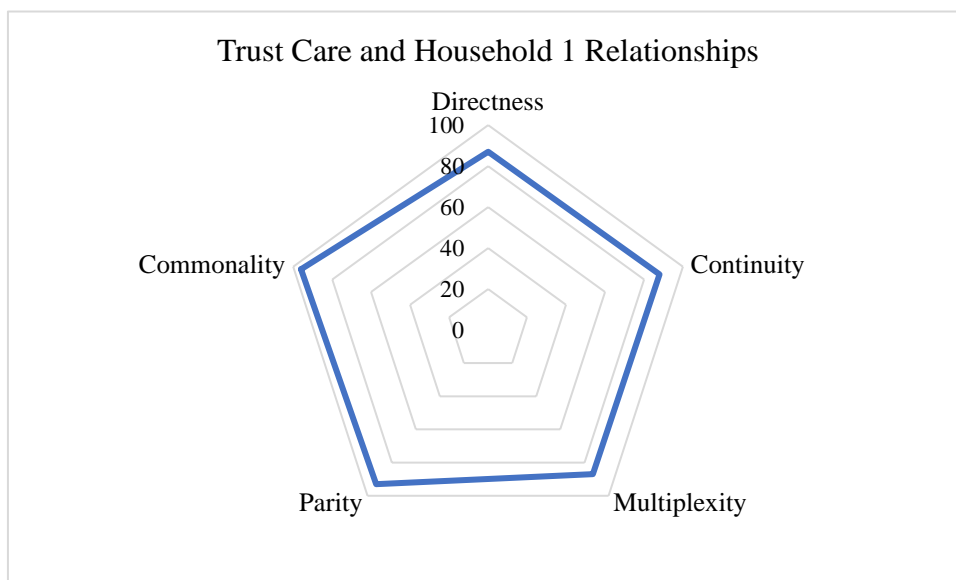 Trust Care and Household 1 Relationships
Directness
100
80
60
40
20
0
Commonality
Continuity
Parity
Multiplexity